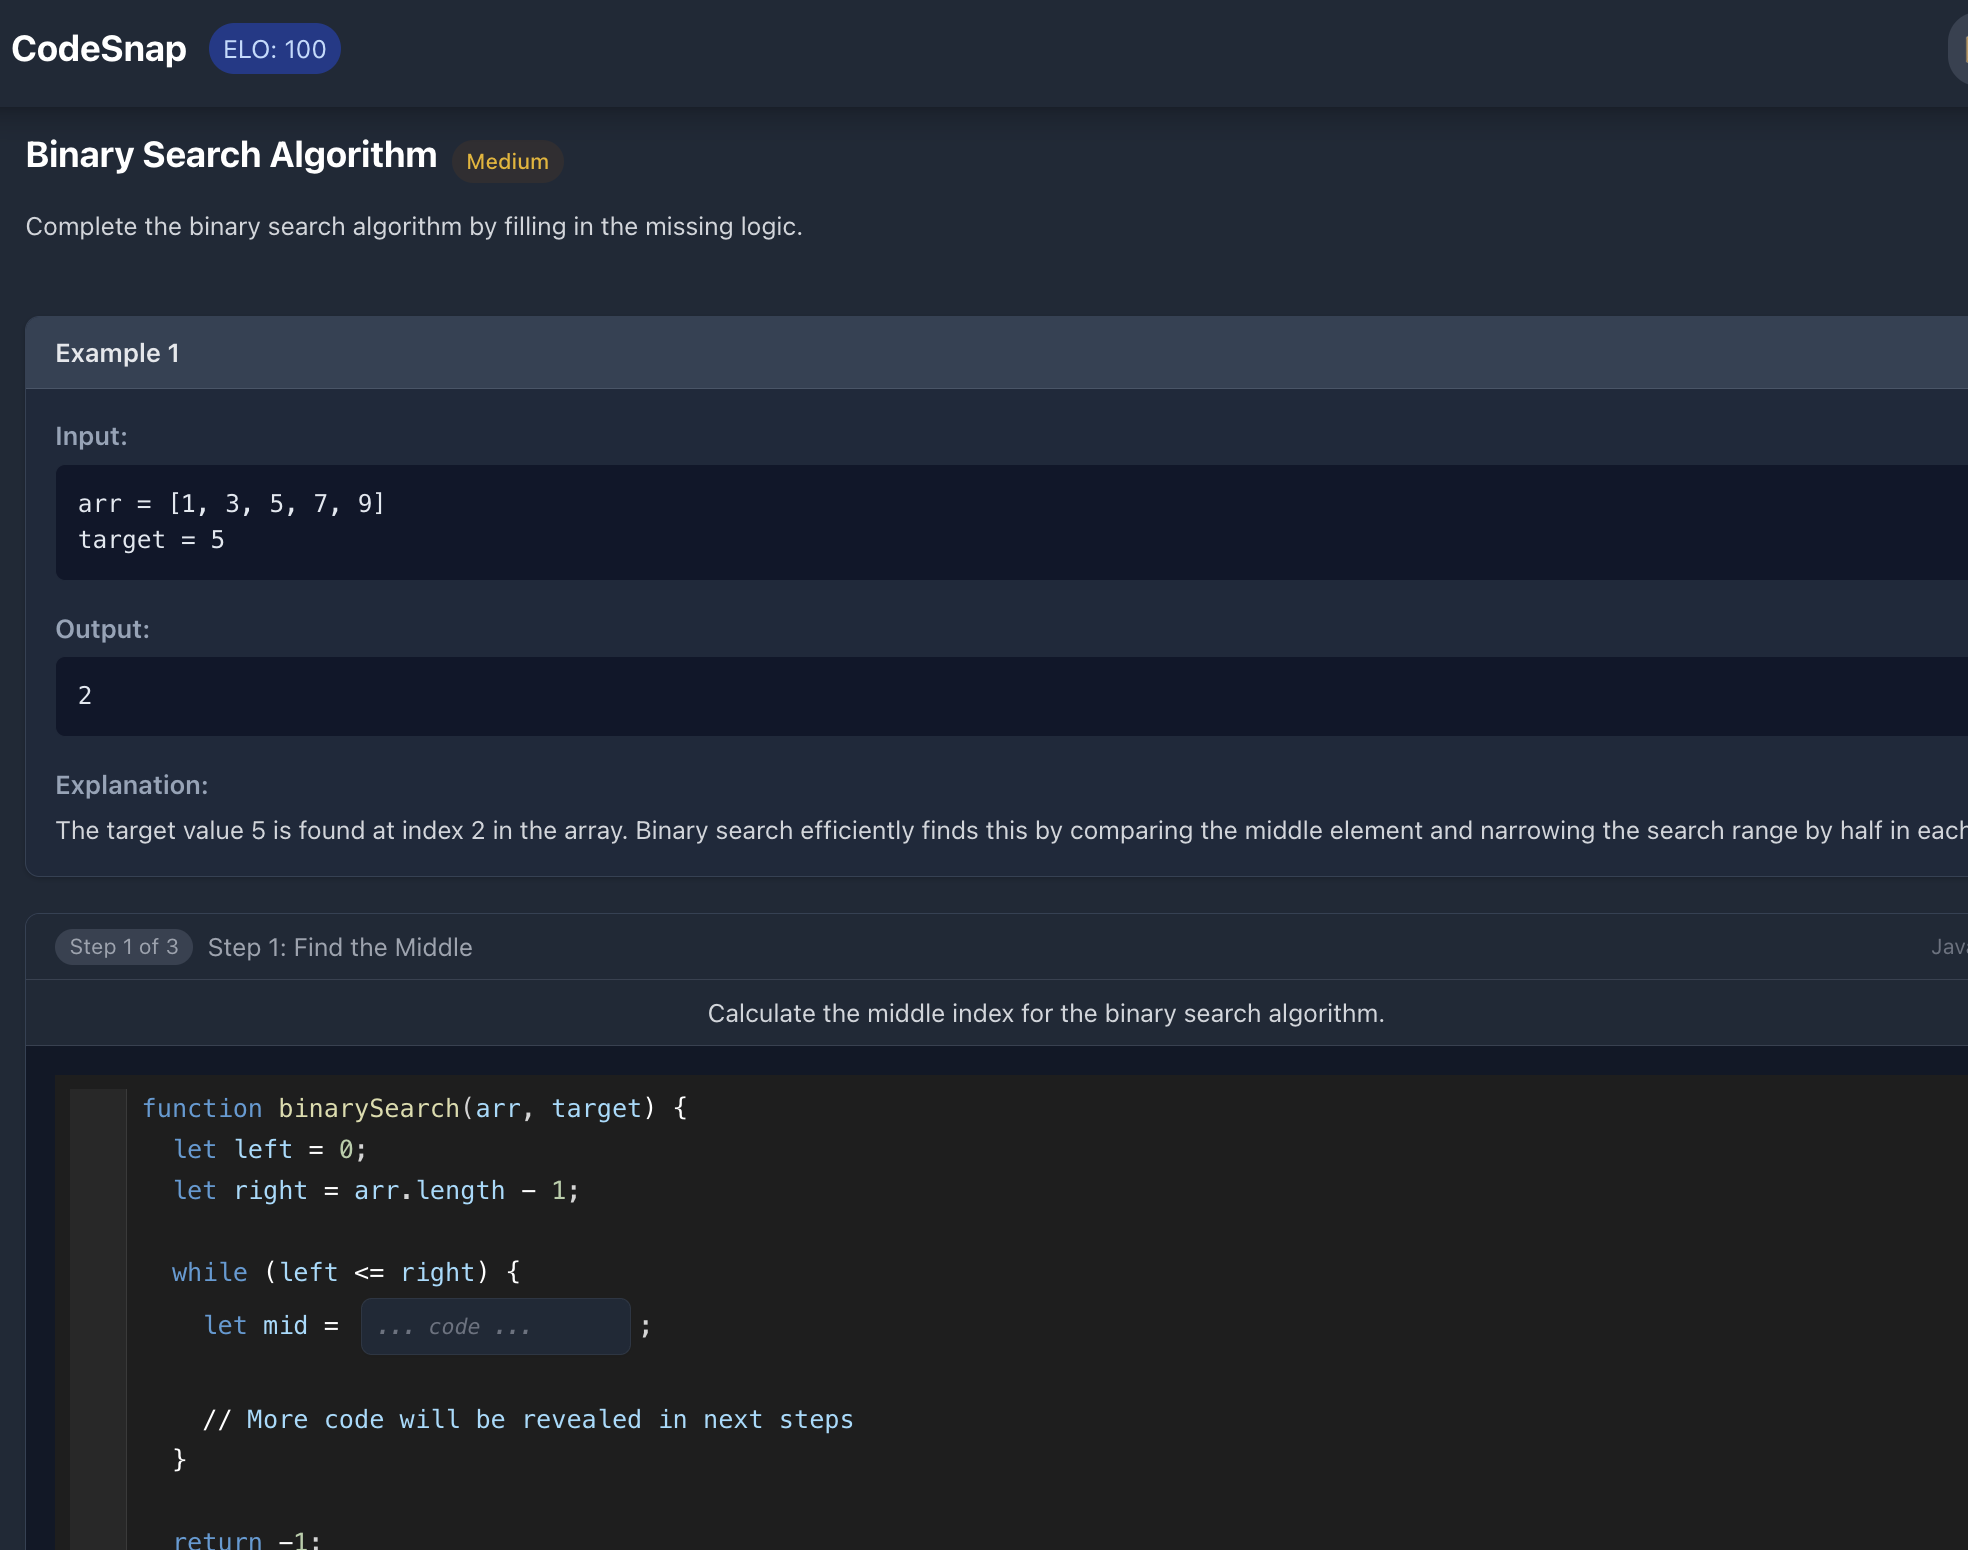 CodeSnap ELO: 100
Binary Search Algorithm Medium
Complete the binary search algorithm by filling in the missing logic.
Example 1
Input:
arr = [1, 3, 5, 7, 9]
target = 5
Output:
2
Explanation:
The target value 5 is found at index 2 in the array. Binary search efficiently finds this by comparing the middle element and narrowing the search range by half in each
Step 1 of 3 Step 1: Find the Middle
Calculate the middle index for the binary search algorithm.
function binarySearch(arr, target) {
let left = 0;
let right = arr.length - 1;
while (left <= right) {
let mid = ... code ... ;
// More code will be revealed in next steps
}
return -1;